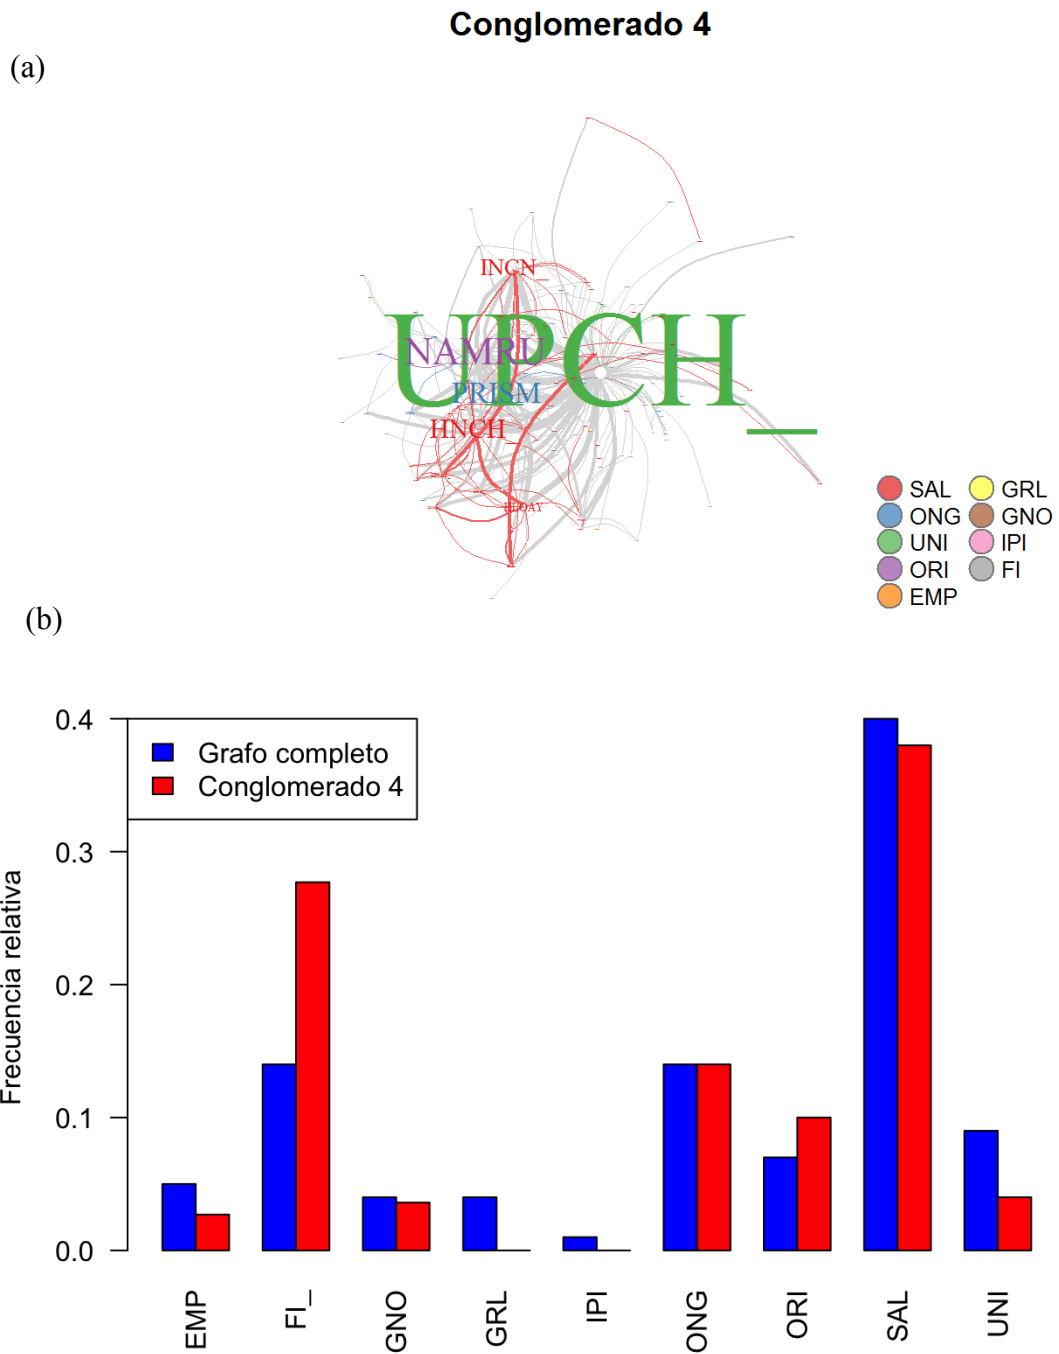 Conglomerado 4
(a)
INCN_
UPCH_
NAMRU
PRISM
HNCH_
SAL
GRL
ONG
GNO
UNI
IPI
ORI
FI
EMP
(b)
Frecuencia relativa
0.4
0.3
0.2
0.1
0.0
Grafo completo
Conglomerado 4
EMP
FI_
GNO
GRL
IPI
ONG
ORI
SAL
UNI